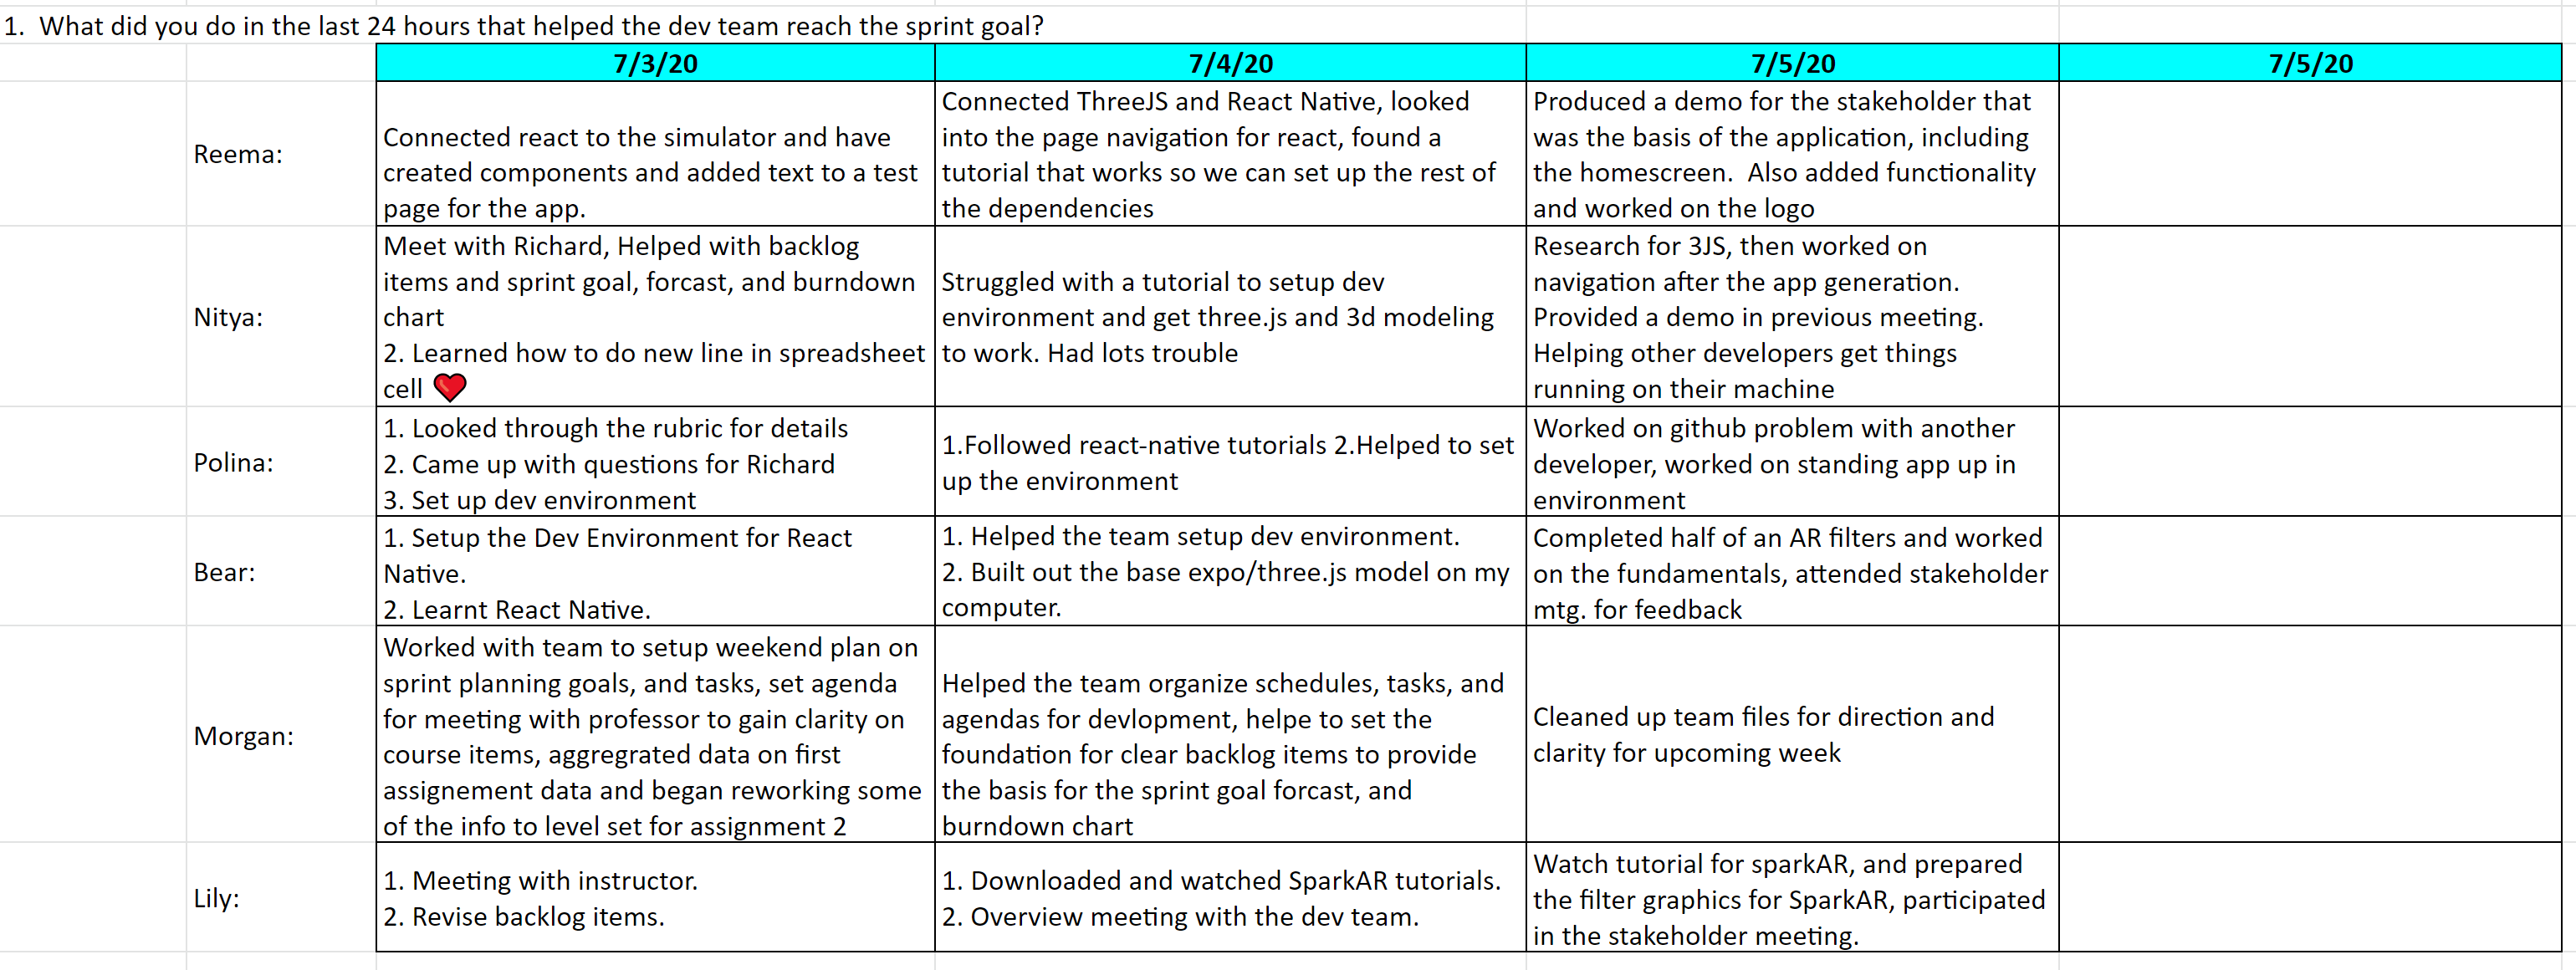 1.  What did you do in the last 24 hours that helped the dev team reach the sprint goal?
7/3/20
7/4/20
7/5/20
7/5/20
Reema:
Connected react to the simulator and have
created components and added text to a test
page for the app.
Connected ThreeJS and React Native, looked
into the page navigation for react, found a
tutorial that works so we can set up the rest of
the dependencies
Produced a demo for the stakeholder that
was the basis of the application, including
the homescreen.  Also added functionality
and worked on the logo
Nitya:
Meet with Richard, Helped with backlog
items and sprint goal, forcast, and burndown
chart
2. Learned how to do new line in spreadsheet
cell ❤️
Struggled with a tutorial to setup dev
environment and get three.js and 3d modeling
to work. Had lots trouble
Research for 3JS, then worked on
navigation after the app generation.
Provided a demo in previous meeting.
Helping other developers get things
running on their machine
Polina:
1. Looked through the rubric for details
2. Came up with questions for Richard
3. Set up dev environment
1.Followed react-native tutorials 2.Helped to set
up the environment
Worked on github problem with another
developer, worked on standing app up in
environment
Bear:
1. Setup the Dev Environment for React
Native.
2. Learnt React Native.
1. Helped the team setup dev environment.
2. Built out the base expo/three.js model on my
computer.
Completed half of an AR filters and worked
on the fundamentals, attended stakeholder
mtg. for feedback
Morgan:
Worked with team to setup weekend plan on
sprint planning goals, and tasks, set agenda
for meeting with professor to gain clarity on
course items, aggregrated data on first
assignement data and began reworking some
of the info to level set for assignment 2
Helped the team organize schedules, tasks, and
agendas for devlopment, helpe to set the
foundation for clear backlog items to provide
the basis for the sprint goal forcast, and
burndown chart
Cleaned up team files for direction and
clarity for upcoming week
Lily:
1. Meeting with instructor.
2. Revise backlog items.
1. Downloaded and watched SparkAR tutorials.
2. Overview meeting with the dev team.
Watch tutorial for sparkAR, and prepared
the filter graphics for SparkAR, participated
in the stakeholder meeting.